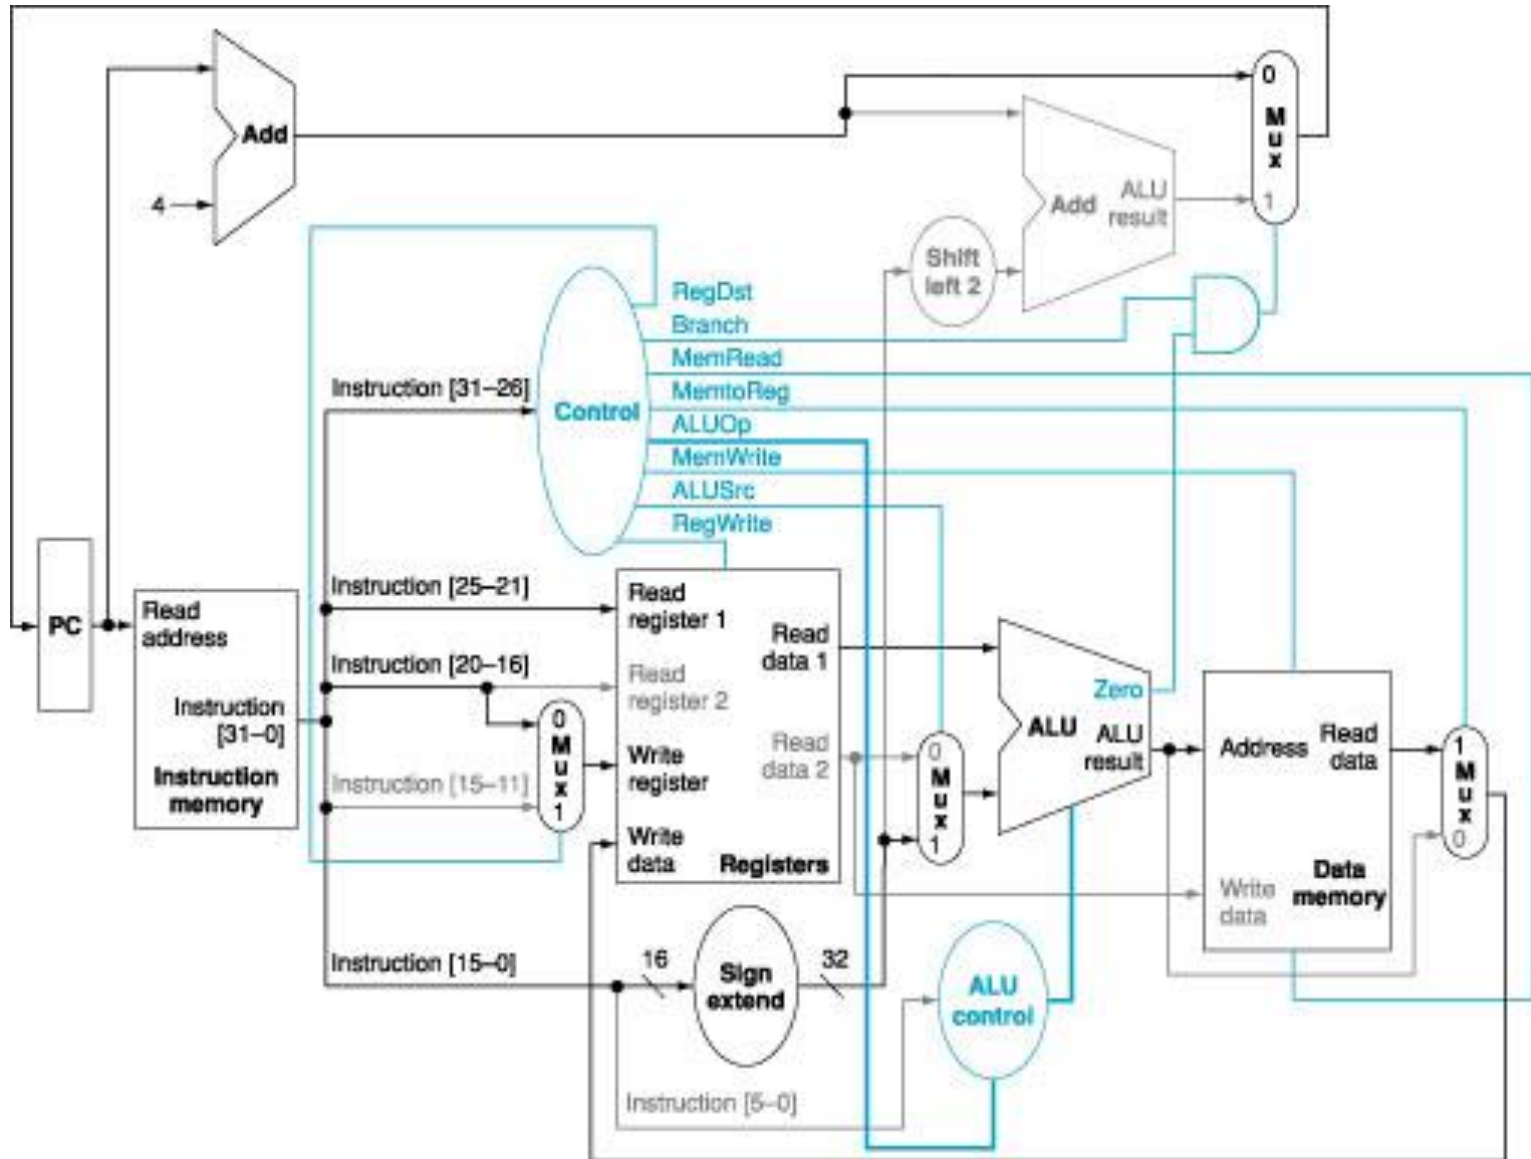 0
M
u
x
1
Add
4
Add
ALU
result
Shift
left 2
RegDst
Branch
MemRead
MemtoReg
ALUOp
MemWrite
ALUSrc
RegWrite
Control
Instruction [31–26]
Instruction [25–21]
Instruction [20–16]
Instruction [15–11]
Instruction [15–0]
Instruction [5–0]
PC
Read
address
Instruction
[31–0]
Instruction
memory
0
M
u
x
1
Read
register 1
Read
register 2
Write
register
Write
data
Read
data 1
Read
data 2
Registers
0
M
u
x
1
Zero
ALU
ALU
result
Address
Read
data
Write
data
Data
memory
1
M
u
x
0
16
Sign
extend
32
ALU
control